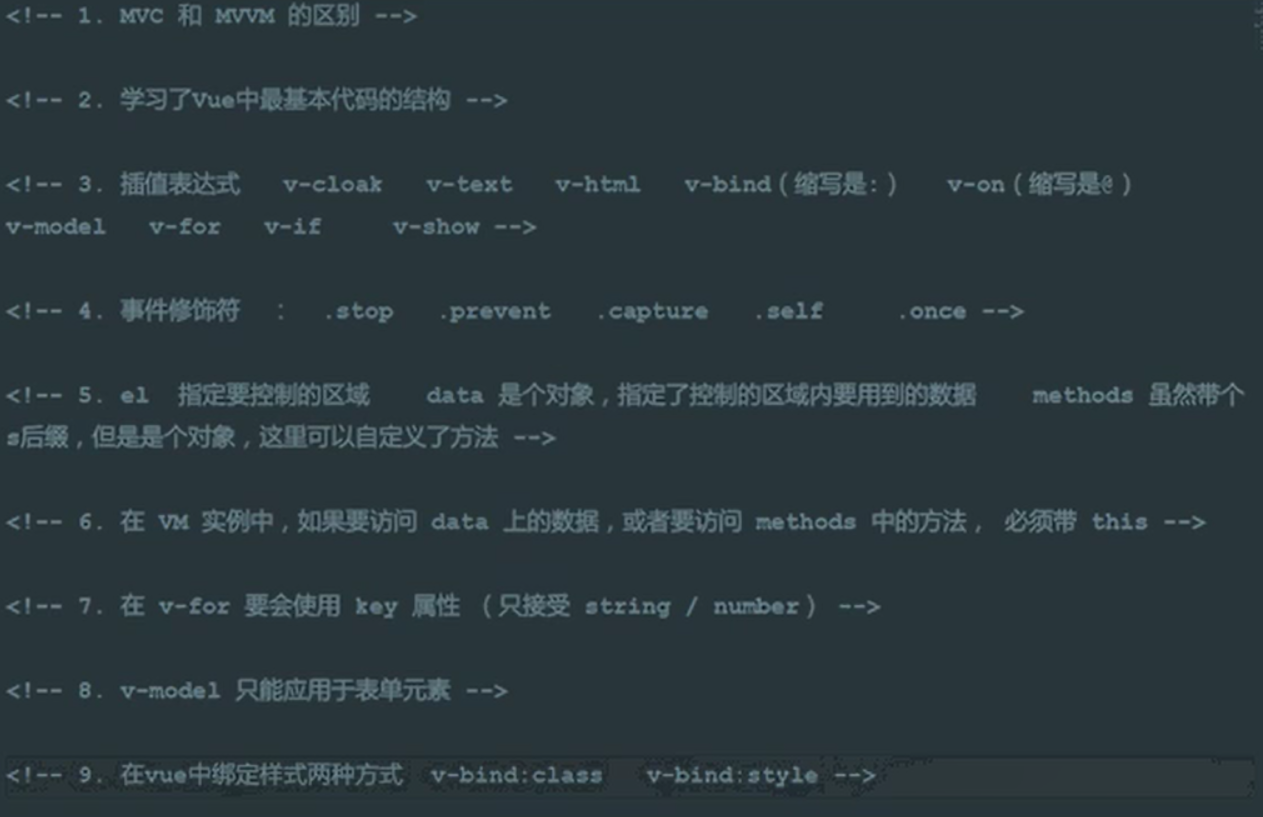 <!-- 1. MVC 和 MVVM 的区别 -->
<!-- 2. 学习了Vue中最基本代码的结构 -->
<!-- 3. 插值表达式 v-cloak v-text v-html v-bind(缩写是:) v-on(缩写是@)
v-model v-for v-if v-show -->
<!-- 4. 事件修饰符 : .stop .prevent .capture .self .once -->
<!-- 5. el 指定要控制的区域 data 是个对象，指定了控制的区域内要用到的数据 methods 虽然带个
s后缀，但是是个对象，这里可以自定义了方法 -->
<!-- 6. 在 VM 实例中，如果要访问 data 上的数据，或者要访问 methods 中的方法， 必须带 this -->
<!-- 7. 在 v-for 要会使用 key 属性 （只接受 string / number） -->
<!-- 8. v-model 只能应用于表单元素 -->
<!-- 9. 在vue中绑定样式两种方式 v-bind:class v-bind:style -->